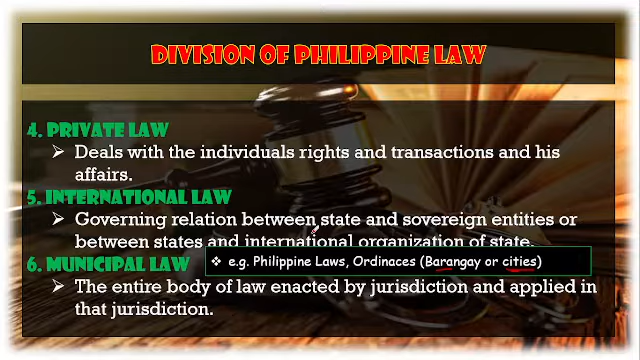 DIVISION OF PHILIPPINE LAW
4. PRIVATE LAW
➢ Deals with the individuals rights and transactions and his
affairs.
5. INTERNATIONAL LAW
➢ Governing relation between state and sovereign entities or
between states and international organization of state.
6. MUNICIPAL LAW
❖ e.g. Philippine Laws, Ordinaces (Barangay or cities)
➢ The entire body of law enacted by jurisdiction and applied in
that jurisdiction.